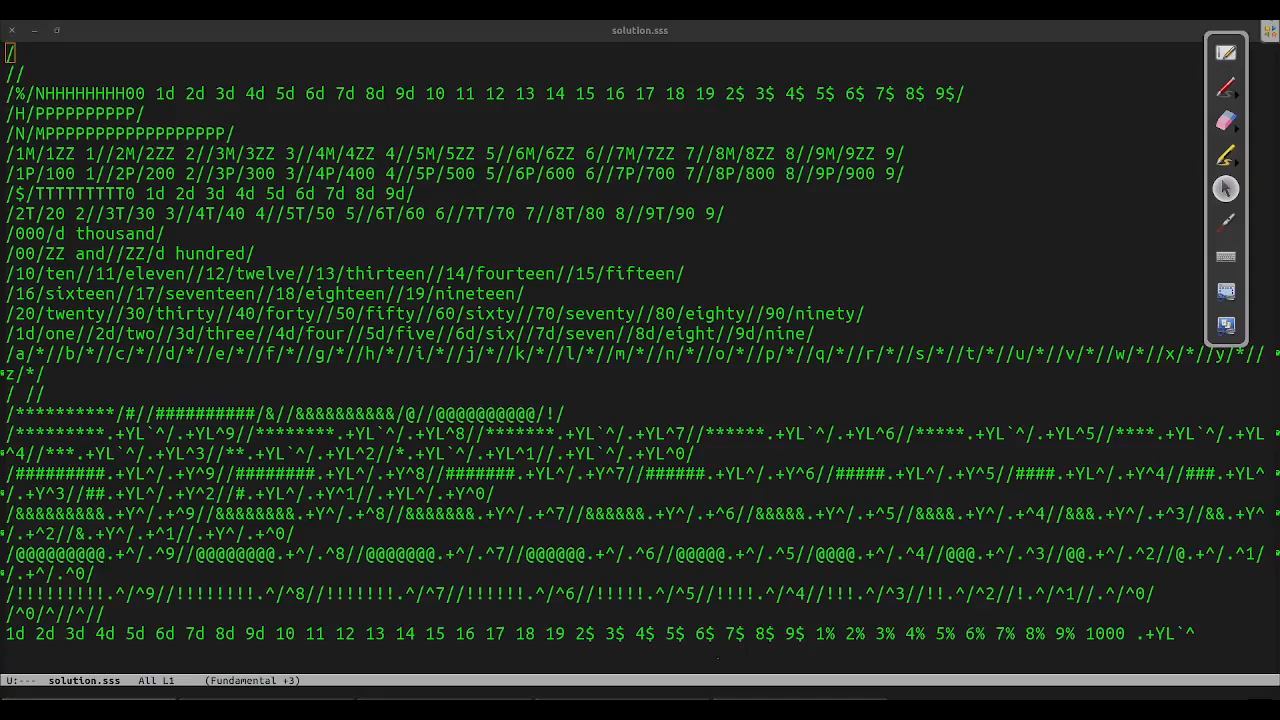 solution.sss
/
//
/%/NHHHHHHHHH00 1d 2d 3d 4d 5d 6d 7d 8d 9d 10 11 12 13 14 15 16 17 18 19 2$ 3$ 4$ 5$ 6$ 7$ 8$ 9$/
/H/PPPPPPPPPP/
/N/MPPPPPPPPPPPPPPPPPP/
/1M/1ZZ 1//2M/2ZZ 2//3M/3ZZ 3//4M/4ZZ 4//5M/5ZZ 5//6M/6ZZ 6//7M/7ZZ 7//8M/8ZZ 8//9M/9ZZ 9/
/1P/100 1//2P/200 2//3P/300 3//4P/400 4//5P/500 5//6P/600 6//7P/700 7//8P/800 8//9P/900 9/
/$/TTTTTTTTT0 1d 2d 3d 4d 5d 6d 7d 8d 9d/
/2T/20 2//3T/30 3//4T/40 4//5T/50 5//6T/60 6//7T/70 7//8T/80 8//9T/90 9/
/000/d thousand/
/00/ZZ and//ZZ/d hundred/
/10/ten//11/eleven//12/twelve//13/thirteen//14/fourteen//15/fifteen/
/16/sixteen//17/seventeen//18/eighteen//19/nineteen/
/20/twenty//30/thirty//40/forty//50/fifty//60/sixty//70/seventy//80/eighty//90/ninety/
/1d/one//2d/two//3d/three//4d/four//5d/five//6d/six//7d/seven//8d/eight//9d/nine/
/a/*//b/*//c/*//d/*//e/*//f/*//g/*//h/*//i/*//j/*//k/*//l/*//m/*//n/*//o/*//p/*//q/*//r/*//s/*//t/*//u/*//v/*//w/*//x/*//y/*//
z/*/
/ //
/**********/#//##########/&//&&&&&&&&&&/@//@@@@@@@@@@/!/
/*********.+YL`^/.+YL^9//********.+YL`^/.+YL^8//*******.+YL`^/.+YL^7//******.+YL`^/.+YL^6//*****.+YL`^/.+YL^5//****.+YL`^/.+YL
^4//***.+YL`^/.+YL^3//**.+YL`^/.+YL^2//*.+YL`^/.+YL^1//.+YL`^/.+YL^0/
/#########.+YL^/.+Y^9//########.+YL^/.+Y^8//#######.+YL^/.+Y^7//######.+YL^/.+Y^6//#####.+YL^/.+Y^5//####.+YL^/.+Y^4//###.+YL^
/.+Y^3//##.+YL^/.+Y^2//#.+YL^/.+Y^1//.+YL^/.+Y^0/
/&&&&&&&&&.+Y^/.+^9//&&&&&&&&.+Y^/.+^8//&&&&&&&.+Y^/.+^7//&&&&&&.+Y^/.+^6//&&&&&.+Y^/.+^5//&&&&.+Y^/.+^4//&&&.+Y^/.+^3//&&.+Y^
/.+^2//&.+Y^/.+^1//.+Y^/.+^0/
/@@@@@@@@@.+^/.^9//@@@@@@@@.+^/.^8//@@@@@@@.+^/.^7//@@@@@@.+^/.^6//@@@@@.+^/.^5//@@@@.+^/.^4//@@@.+^/.^3//@@.+^/.^2//@.+^/.^1/
/.+^/.^0/
/!!!!!!!!!.^/^9//!!!!!!!!.^/^8//!!!!!!!.^/^7//!!!!!!.^/^6//!!!!!.^/^5//!!!!.^/^4//!!!.^/^3//!!.^/^2//!.^/^1//.^/^0/
/^0/^//^//
1d 2d 3d 4d 5d 6d 7d 8d 9d 10 11 12 13 14 15 16 17 18 19 2$ 3$ 4$ 5$ 6$ 7$ 8$ 9$ 1% 2% 3% 4% 5% 6% 7% 8% 9% 1000 .+YL`^
U:--- solution.sss All L1 (Fundamental +3)